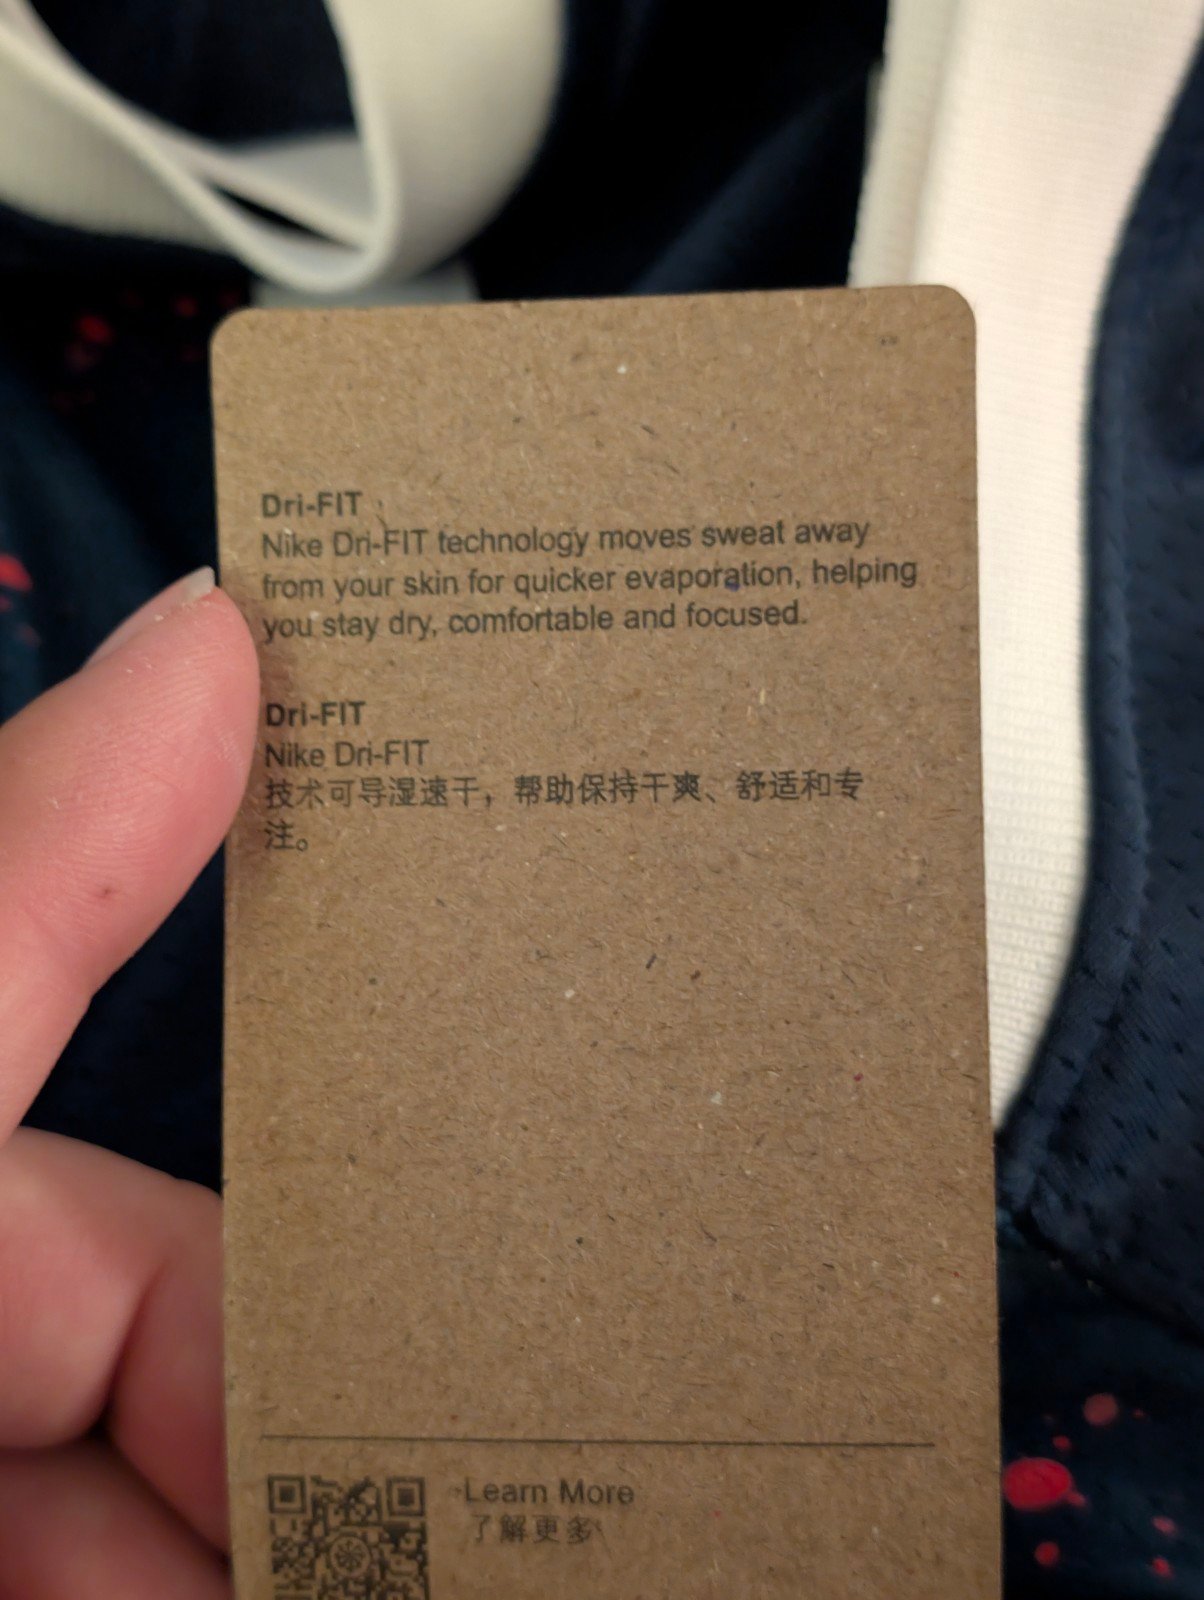 Dri-FIT
Nike Dri-FIT technology moves sweat away
from your skin for quicker evaporation, helping
you stay dry, comfortable and focused.
Dri-FIT
Nike Dri-FIT
技术可导湿速干，帮助保持干爽、舒适和专
注。
Learn More
了解更多